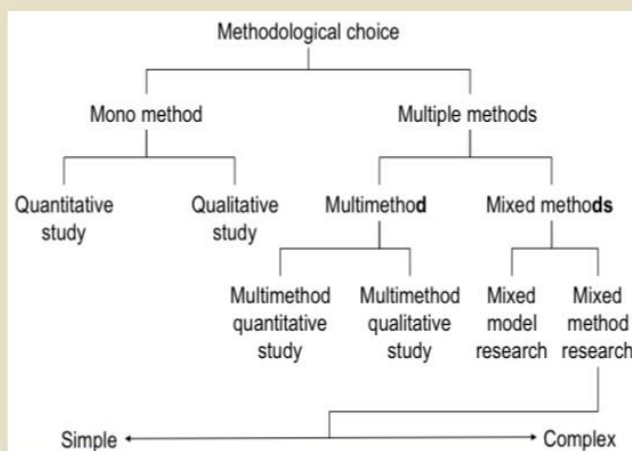 Methodological choice
Mono method
Multiple methods
Quantitative
study
Qualitative
study
Multimethod
Mixed methods
Multimethod
quantitative
study
Multimethod
qualitative
study
Mixed
model
research
Mixed
method
research
Simple
Complex